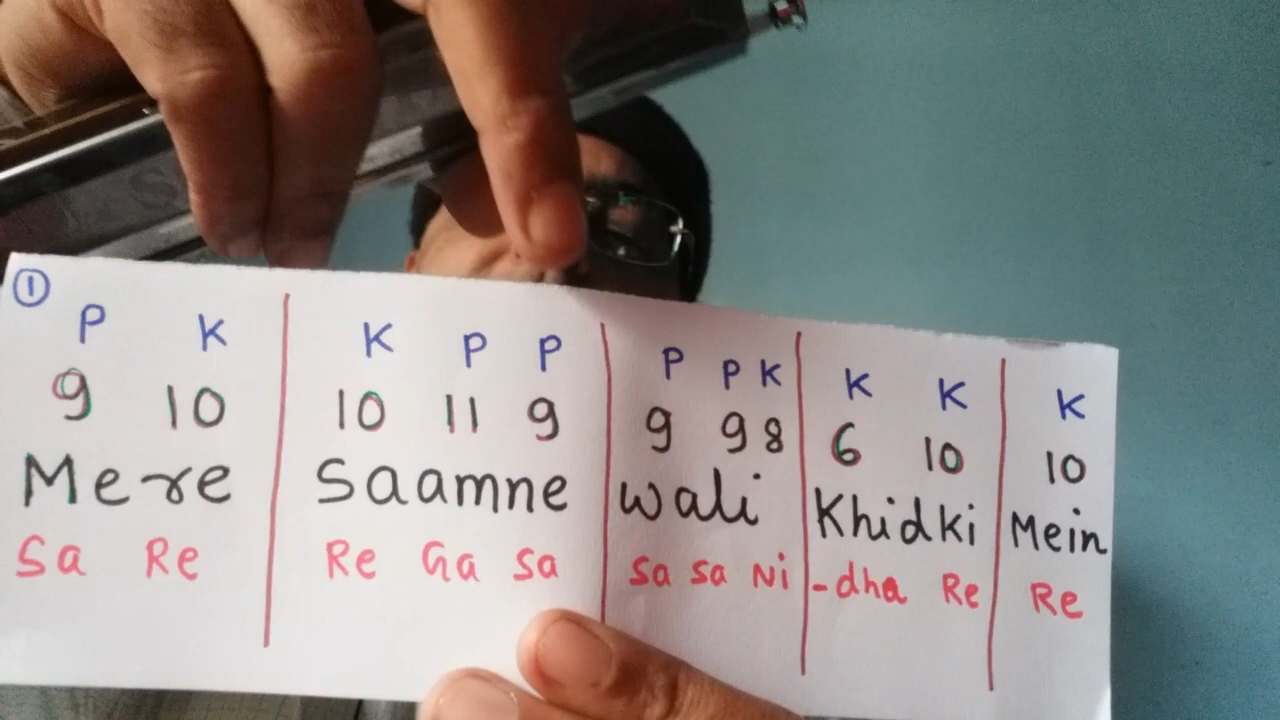 ①
P K K P P P P K K K K
9 10 10 11 9 9 9 8 6 10 10
Mere Saamne wali Khidki Mein
Sa Re Re Ga Sa Sa Sa Ni -dha Re Re